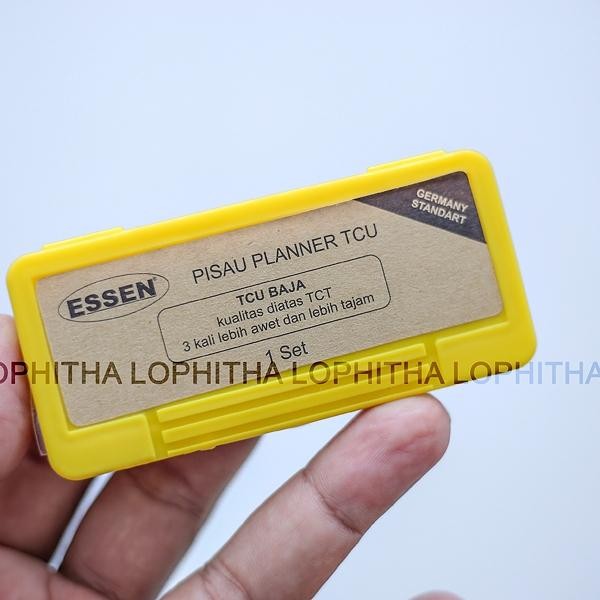 GERMANY
STANDART
ESSEN®
PISAU PLANNER TCU
TCU BAJA
kualitas diatas TCT
3 kali lebih awet dan lebih tajam
1 Set
LOPHITHA LOPHITHA LOPHITHA LOPHITHA